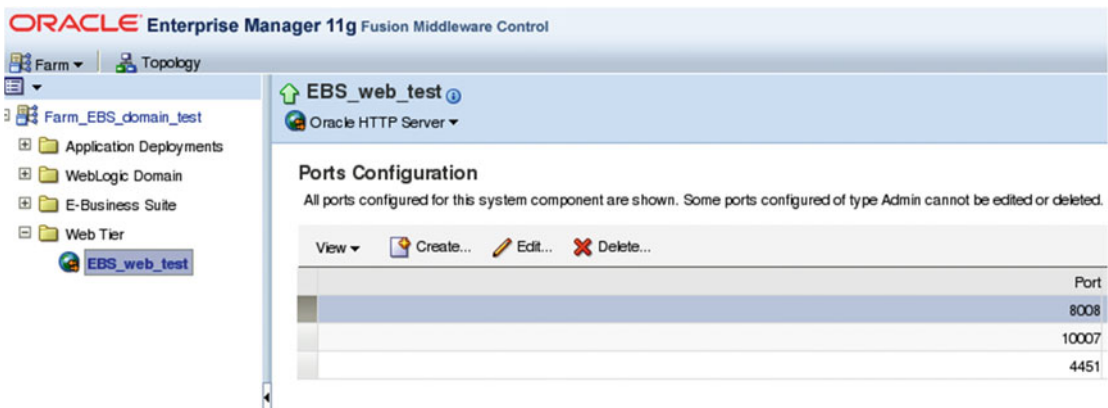 ORACLE Enterprise Manager 11g Fusion Middleware Control
Farm Topology
Farm_EBS_domain_test
Application Deployments
WebLogic Domain
E-Business Suite
Web Tier
EBS_web_test
EBS_web_test
Oracle HTTP Server
Ports Configuration
All ports configured for this system component are shown. Some ports configured of type Admin cannot be edited or deleted.
View Create... Edit... Delete...
Port
8008
10007
4451